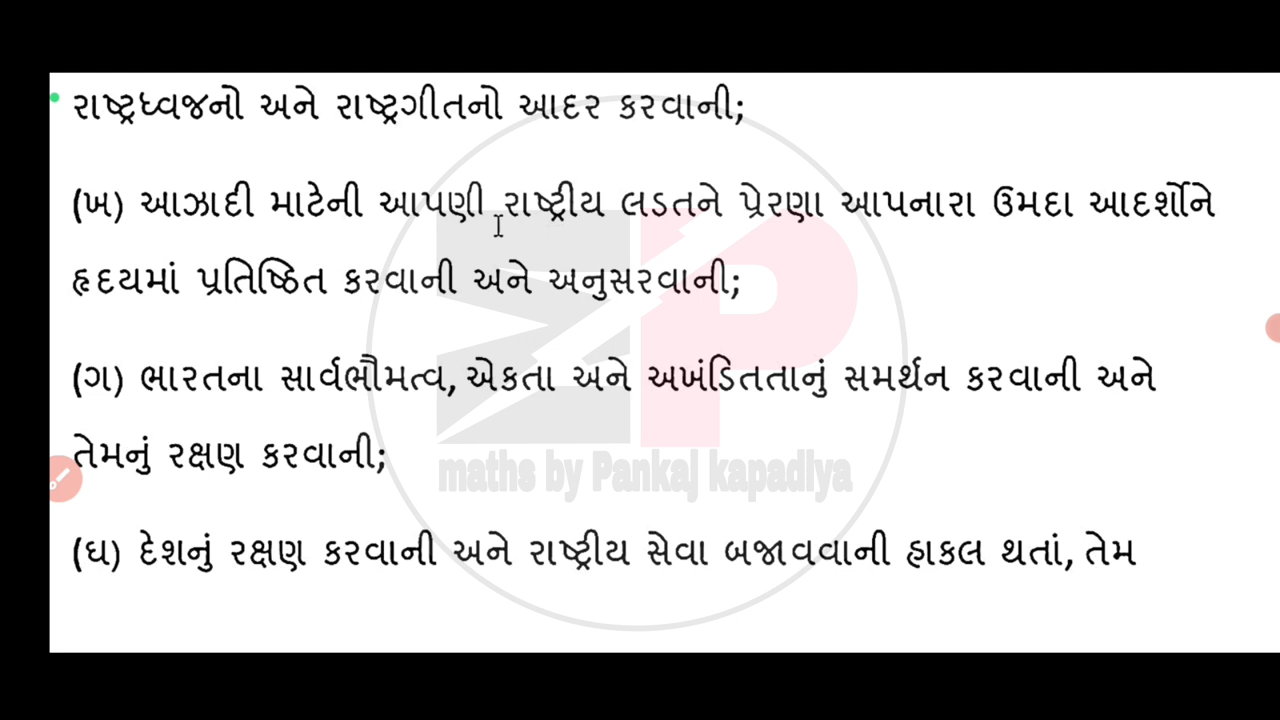 રાષ્ટ્રધ્વજનો અને રાષ્ટ્રગીતનો આદર કરવાની;
(ખ) આઝાદી માટેની આપણી રાષ્ટ્રીય લડતને પ્રેરણા આપનારા ઉમદા આદર્શોને
હૃદયમાં પ્રતિષ્ઠિત કરવાની અને અનુસરવાની;
(ગ) ભારતના સાર્વભૌમત્વ, એકતા અને અખંડિતતાનું સમર્થન કરવાની અને
તેમનું રક્ષણ કરવાની;
maths by Pankaj kapadiya
(ઘ) દેશનું રક્ષણ કરવાની અને રાષ્ટ્રીય સેવા બજાવવાની હાકલ થતાં, તેમ